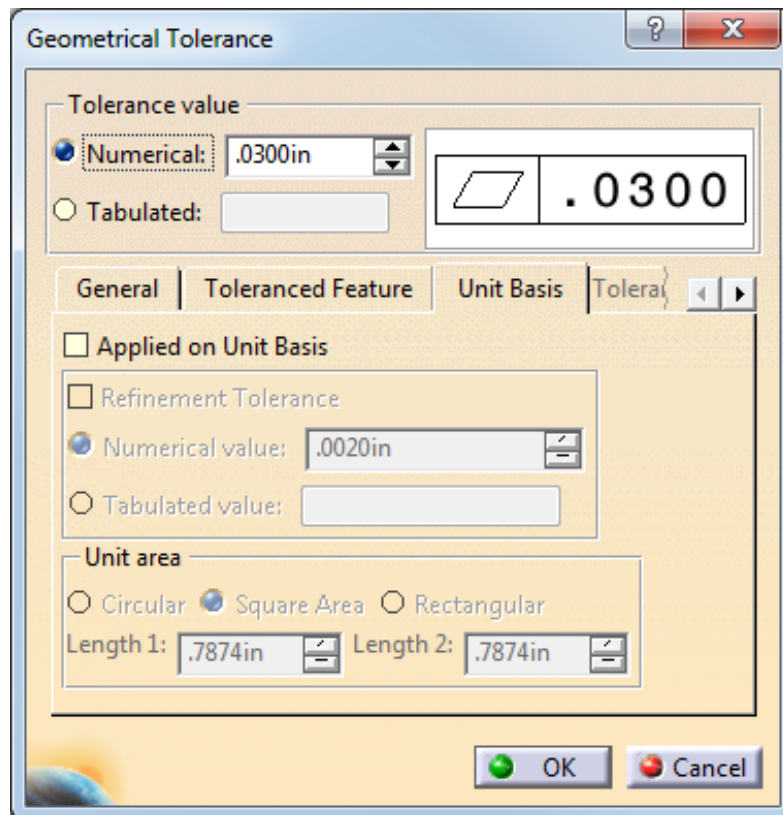 Geometrical Tolerance
Tolerance value
Numerical: .0300in
.0300
Tabulated:
General Toleranced Feature Unit Basis
Applied on Unit Basis
Refinement Tolerance
Numerical value: .0020in
Tabulated value:
Unit area
Circular Square Area Rectangular
Length 1: .7874in Length 2: .7874in
OK Cancel